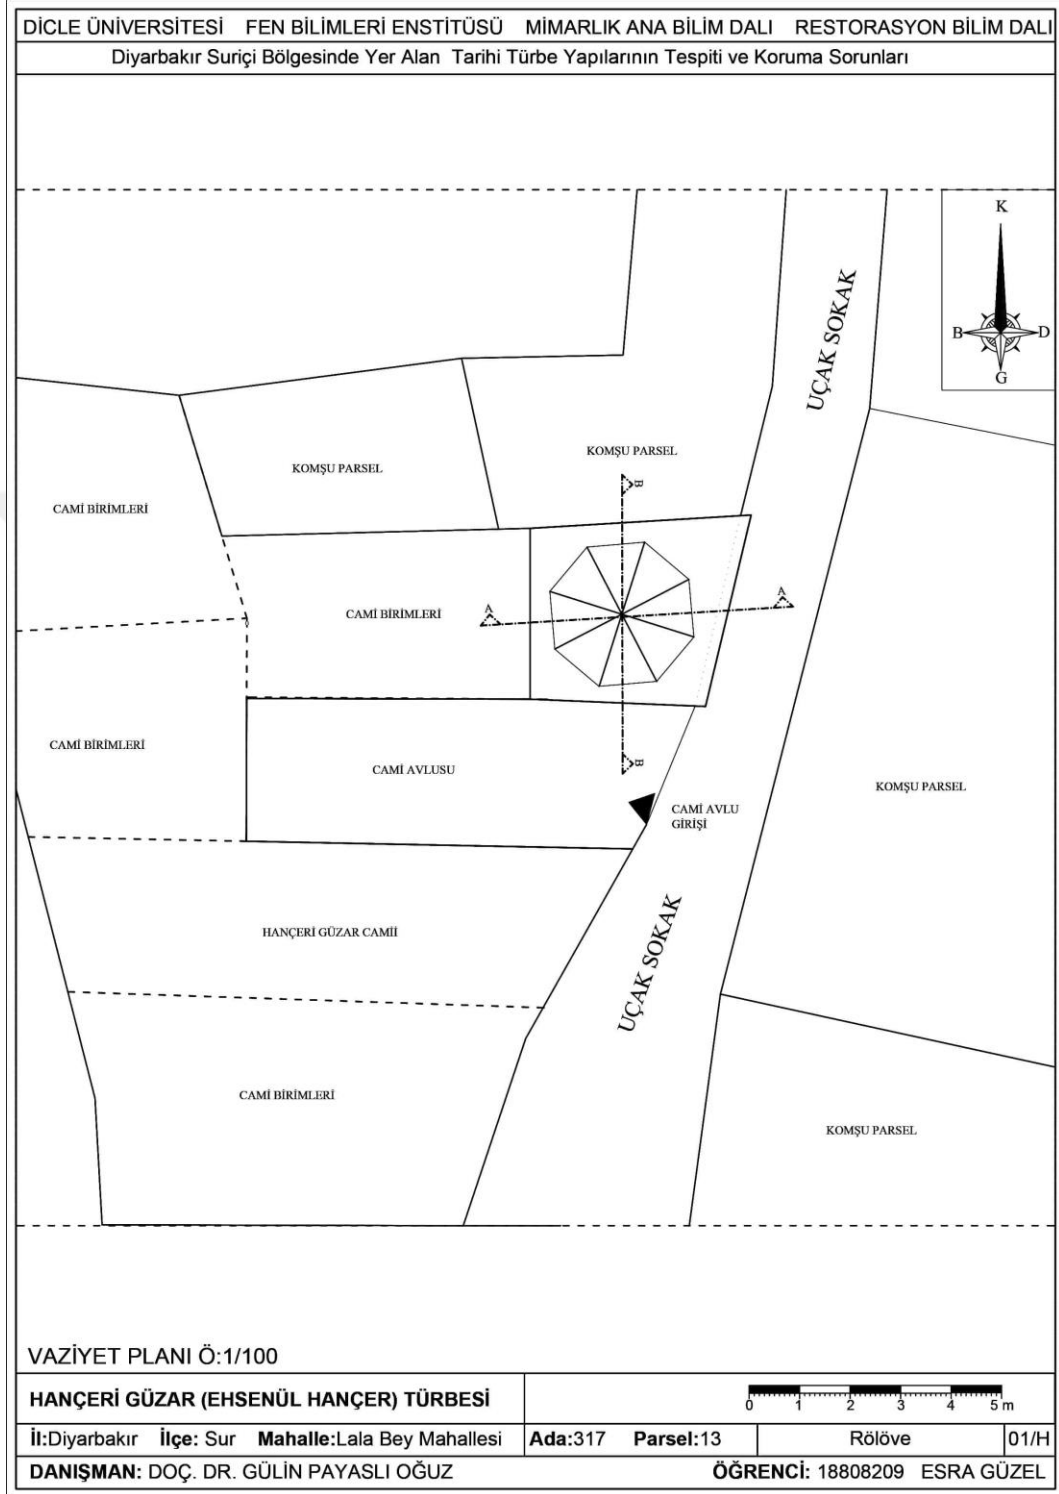 DİCLE ÜNİVERSİTESİ FEN BİLİMLERİ ENSTİTÜSÜ MİMARLIK ANA BİLİM DALI RESTORASYON BİLİM DALI
Diyarbakır Suriçi Bölgesinde Yer Alan Tarihi Türbe Yapılarının Tespiti ve Koruma Sorunları
K
B D
G
UÇAK SOKAK
KOMŞU PARSEL
KOMŞU PARSEL
B
CAMİ BİRİMLERİ
CAMİ BİRİMLERİ
A
A
CAMİ BİRİMLERİ
CAMİ AVLUSU
B
CAMİ AVLU
GİRİŞİ
KOMŞU PARSEL
HANÇERİ GÜZAR CAMİİ
UÇAK SOKAK
CAMİ BİRİMLERİ
KOMŞU PARSEL
VAZİYET PLANI Ö:1/100
HANÇERİ GÜZAR (EHSENÜL HANÇER) TÜRBESİ
0 1 2 3 4 5 m
İl:Diyarbakır İlçe: Sur Mahalle:Lala Bey Mahallesi Ada:317 Parsel:13 Rölöve 01/H
DANIŞMAN: DOÇ. DR. GÜLİN PAYASLI OĞUZ ÖĞRENCİ: 18808209 ESRA GÜZEL